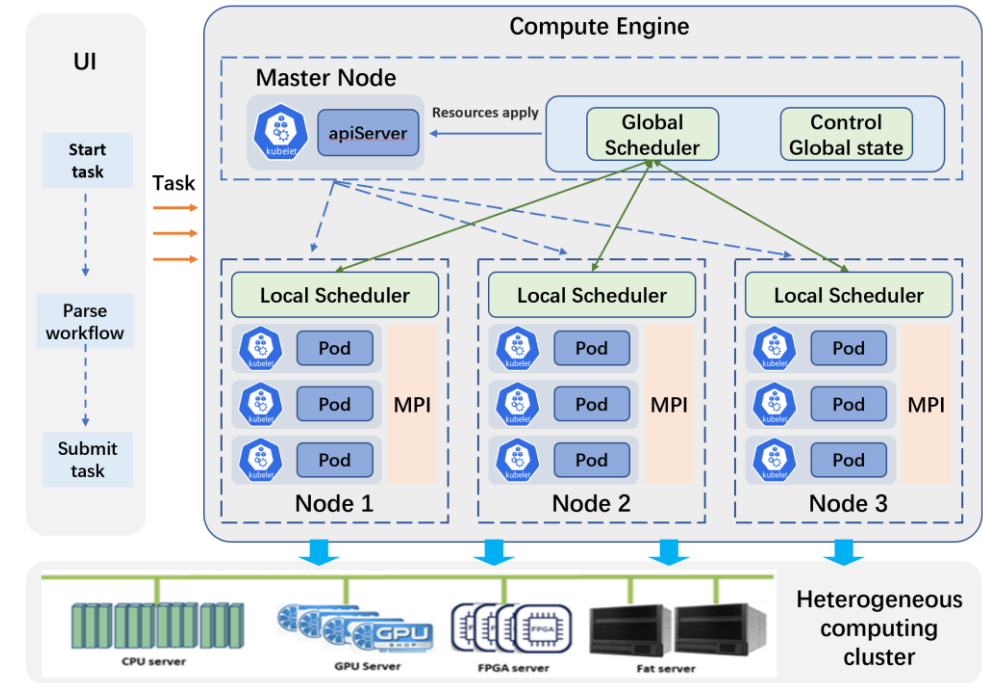 UI
Start
task
Parse
workflow
Submit
task
Task
Compute Engine
Master Node
kubelet
apiServer
Resources apply
Global
Scheduler
Control
Global state
Local Scheduler
kubelet
Pod
kubelet
Pod
kubelet
Pod
MPI
Node 1
Local Scheduler
kubelet
Pod
kubelet
Pod
kubelet
Pod
MPI
Node 2
Local Scheduler
kubelet
Pod
kubelet
Pod
kubelet
Pod
MPI
Node 3
CPU server
GPU
SHOP
GPU Server
FPGA
FPGA server
Fat server
Heterogeneous
computing
cluster